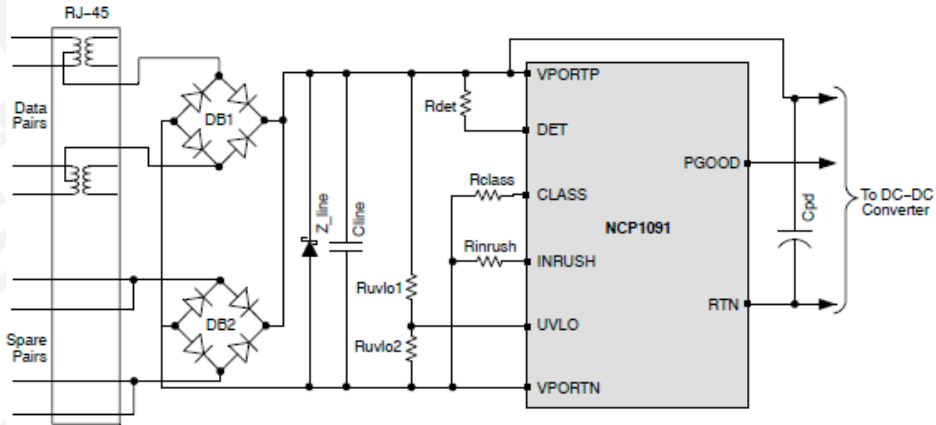 RJ-45
Data
Pairs
DB1
Spare
Pairs
DB2
Z_line
Cline
Ruvlo1
Ruvlo2
Rdet
Rclass
Rinrush
VPORTP
DET
CLASS
INRUSH
UVLO
VPORTN
NCP1091
PGOOD
RTN
Cpd
To DC-DC
Converter